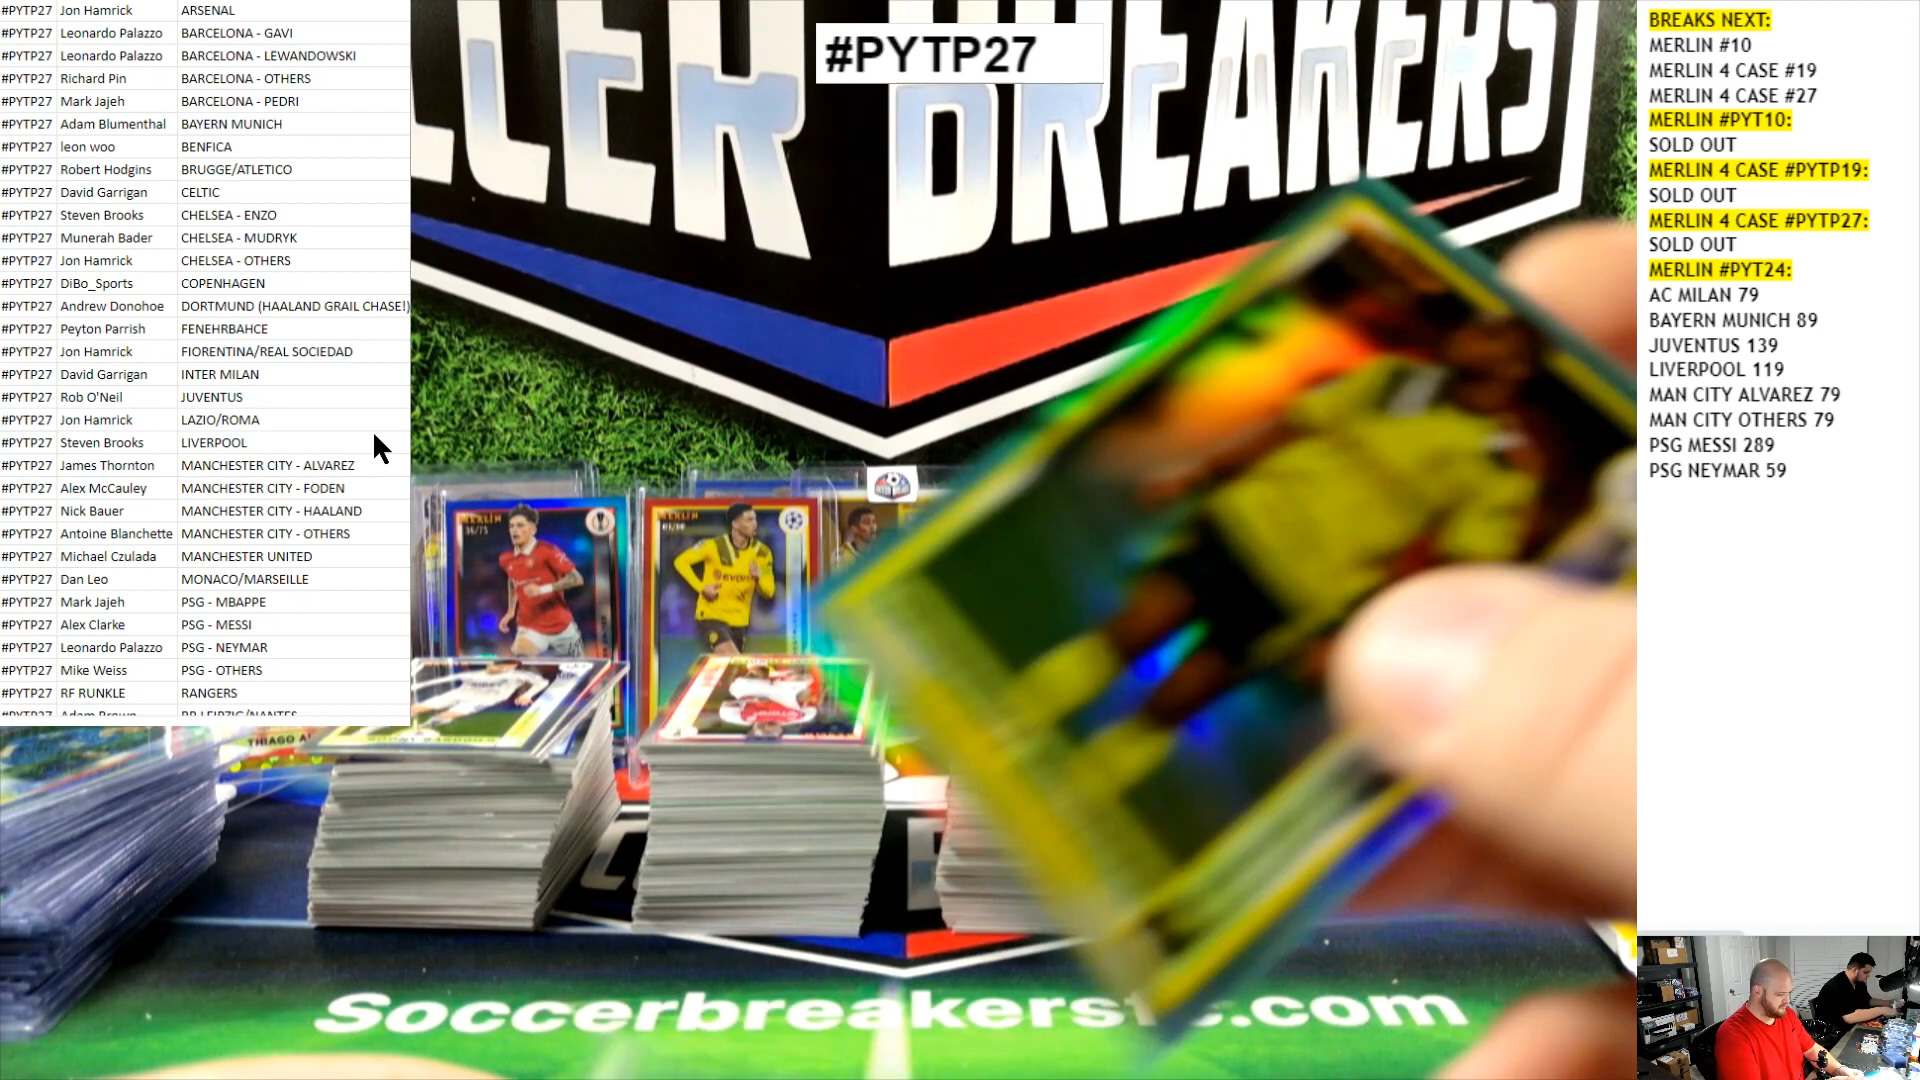 #PYTP27 Jon Hamrick ARSENAL
#PYTP27 Leonardo Palazzo BARCELONA - GAVI
#PYTP27 Leonardo Palazzo BARCELONA - LEWANDOWSKI
#PYTP27 Richard Pin BARCELONA - OTHERS
#PYTP27 Mark Jajeh BARCELONA - PEDRI
#PYTP27 Adam Blumenthal BAYERN MUNICH
#PYTP27 leon woo BENFICA
#PYTP27 Robert Hodgins BRUGGE/ATLETICO
#PYTP27 David Garrigan CELTIC
#PYTP27 Steven Brooks CHELSEA - ENZO
#PYTP27 Munerah Bader CHELSEA - MUDRYK
#PYTP27 Jon Hamrick CHELSEA - OTHERS
#PYTP27 DiBo_Sports COPENHAGEN
#PYTP27 Andrew Donohoe DORTMUND (HAALAND GRAIL CHASE!)
#PYTP27 Peyton Parrish FENEHRBAHCE
#PYTP27 Jon Hamrick FIORENTINA/REAL SOCIEDAD
#PYTP27 David Garrigan INTER MILAN
#PYTP27 Rob O'Neil JUVENTUS
#PYTP27 Jon Hamrick LAZIO/ROMA
#PYTP27 Steven Brooks LIVERPOOL
#PYTP27 James Thornton MANCHESTER CITY - ALVAREZ
#PYTP27 Alex McCauley MANCHESTER CITY - FODEN
#PYTP27 Nick Bauer MANCHESTER CITY - HAALAND
#PYTP27 Antoine Blanchette MANCHESTER CITY - OTHERS
#PYTP27 Michael Czulada MANCHESTER UNITED
#PYTP27 Dan Leo MONACO/MARSEILLE
#PYTP27 Mark Jajeh PSG - MBAPPE
#PYTP27 Alex Clarke PSG - MESSI
#PYTP27 Leonardo Palazzo PSG - NEYMAR
#PYTP27 Mike Weiss PSG - OTHERS
#PYTP27 RF RUNKLE RANGERS
#PYTP27 Adam Brown RB LEIPZIG/NANTES
#PYTP27
BREAKERS
MERLIN
36/75
MERLIN
THIAGO
Soccerbreakersfc.com
BREAKS NEXT:
MERLIN #10
MERLIN 4 CASE #19
MERLIN 4 CASE #27
MERLIN #PYT10:
SOLD OUT
MERLIN 4 CASE #PYTP19:
SOLD OUT
MERLIN 4 CASE #PYTP27:
SOLD OUT
MERLIN #PYT24:
AC MILAN 79
BAYERN MUNICH 89
JUVENTUS 139
LIVERPOOL 119
MAN CITY ALVAREZ 79
MAN CITY OTHERS 79
PSG MESSI 289
PSG NEYMAR 59